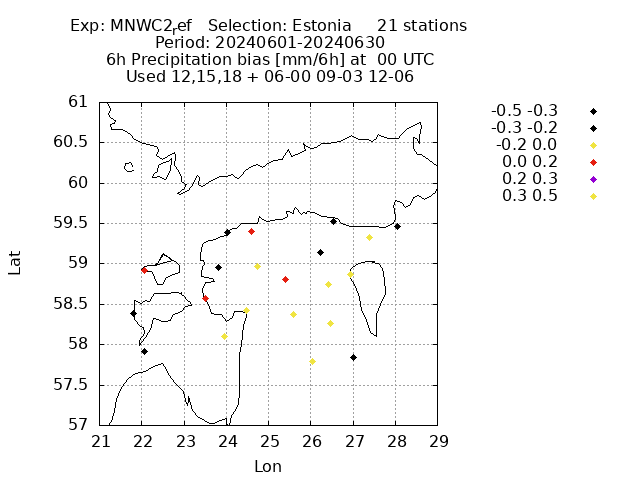 Exp: MNWC2ref Selection: Estonia 21 stations
Period: 20240601-20240630
6h Precipitation bias [mm/6h] at 00 UTC
Used 12,15,18 + 06-00 09-03 12-06
-0.5 -0.3
-0.3 -0.2
-0.2 0.0
0.0 0.2
0.2 0.3
0.3 0.5
61
60.5
60
59.5
59
58.5
58
57.5
57
Lat
21 22 23 24 25 26 27 28 29
Lon